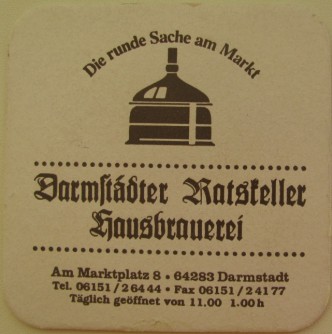 Die runde Sache am Markt
Darmstädter Ratskeller
Hausbrauerei
Am Marktplatz 8 • 64283 Darmstadt
Tel. 06151/26444 • Fax 06151/24177
Täglich geöffnet von 11.00 1.00 h